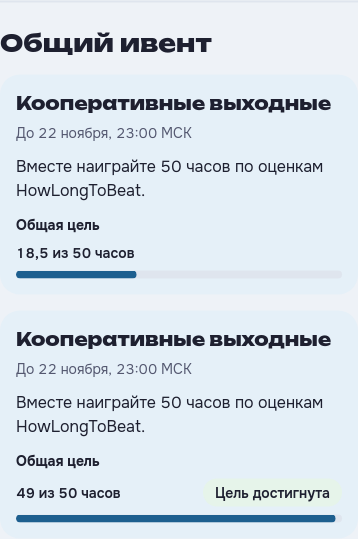 Общий ивент
Кооперативные выходные
До 22 ноября, 23:00 МСК
Вместе наиграйте 50 часов по оценкам
HowLongToBeat.
Общая цель
18,5 из 50 часов
Кооперативные выходные
До 22 ноября, 23:00 МСК
Вместе наиграйте 50 часов по оценкам
HowLongToBeat.
Общая цель
49 из 50 часов Цель достигнута